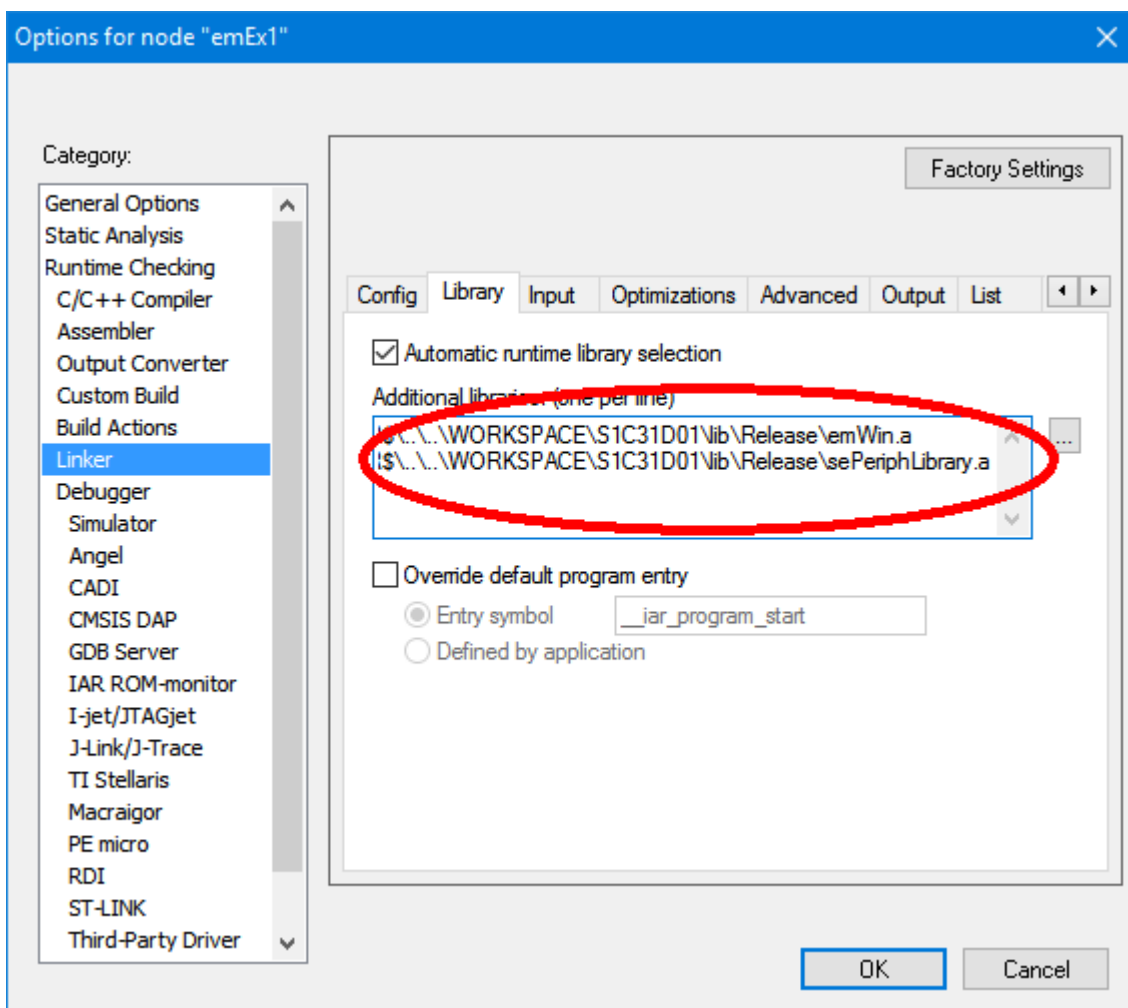 Options for node "emEx1"
Category:
General Options
Static Analysis
Runtime Checking
C/C++ Compiler
Assembler
Output Converter
Custom Build
Build Actions
Linker
Debugger
Simulator
Angel
CADI
CMSIS DAP
GDB Server
IAR ROM-monitor
I-jet/JTAGjet
J-Link/J-Trace
TI Stellaris
Macraigor
PE micro
RDI
ST-LINK
Third-Party Driver
Factory Settings
Config Library Input Optimizations Advanced Output List
Automatic runtime library selection
Additional libraries: (one per line)
$\..\..\WORKSPACE\S1C31D01\lib\Release\emWin.a
$\..\..\WORKSPACE\S1C31D01\lib\Release\sePeriphLibrary.a
...
Override default program entry
Entry symbol __iar_program_start
Defined by application
OK Cancel